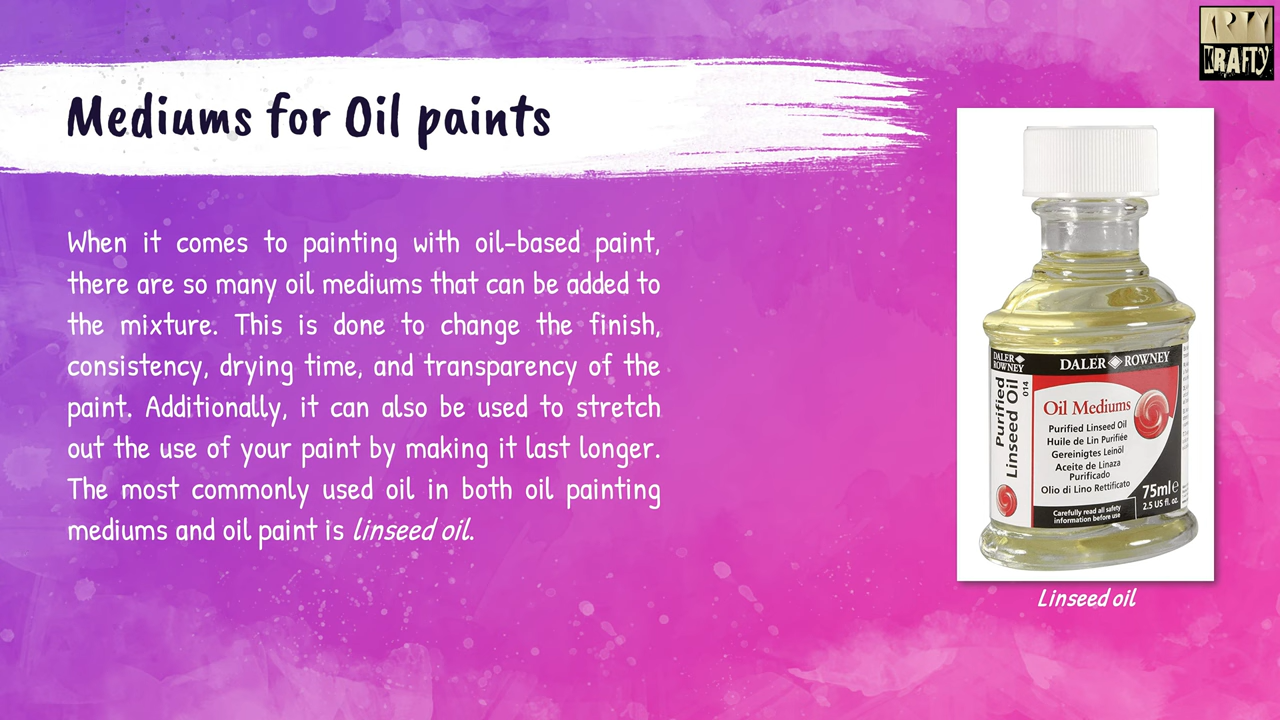 ARTY
KRAFTY
Mediums for Oil paints
When it comes to painting with oil-based paint,
there are so many oil mediums that can be added to
the mixture. This is done to change the finish,
consistency, drying time, and transparency of the
paint. Additionally, it can also be used to stretch
out the use of your paint by making it last longer.
The most commonly used oil in both oil painting
mediums and oil paint is linseed oil.
DALER
ROWNEY
Purified
Linseed Oil
014
DALER ROWNEY
Oil Mediums
Purified Linseed Oil
Huile de Lin Purifiée
Gereinigtes Leinöl
Aceite de Linaza
Purificado
Olio di Lino Rettificato
75ml e
2.5 US fl. oz.
Carefully read all safety
information before use
Linseed oil